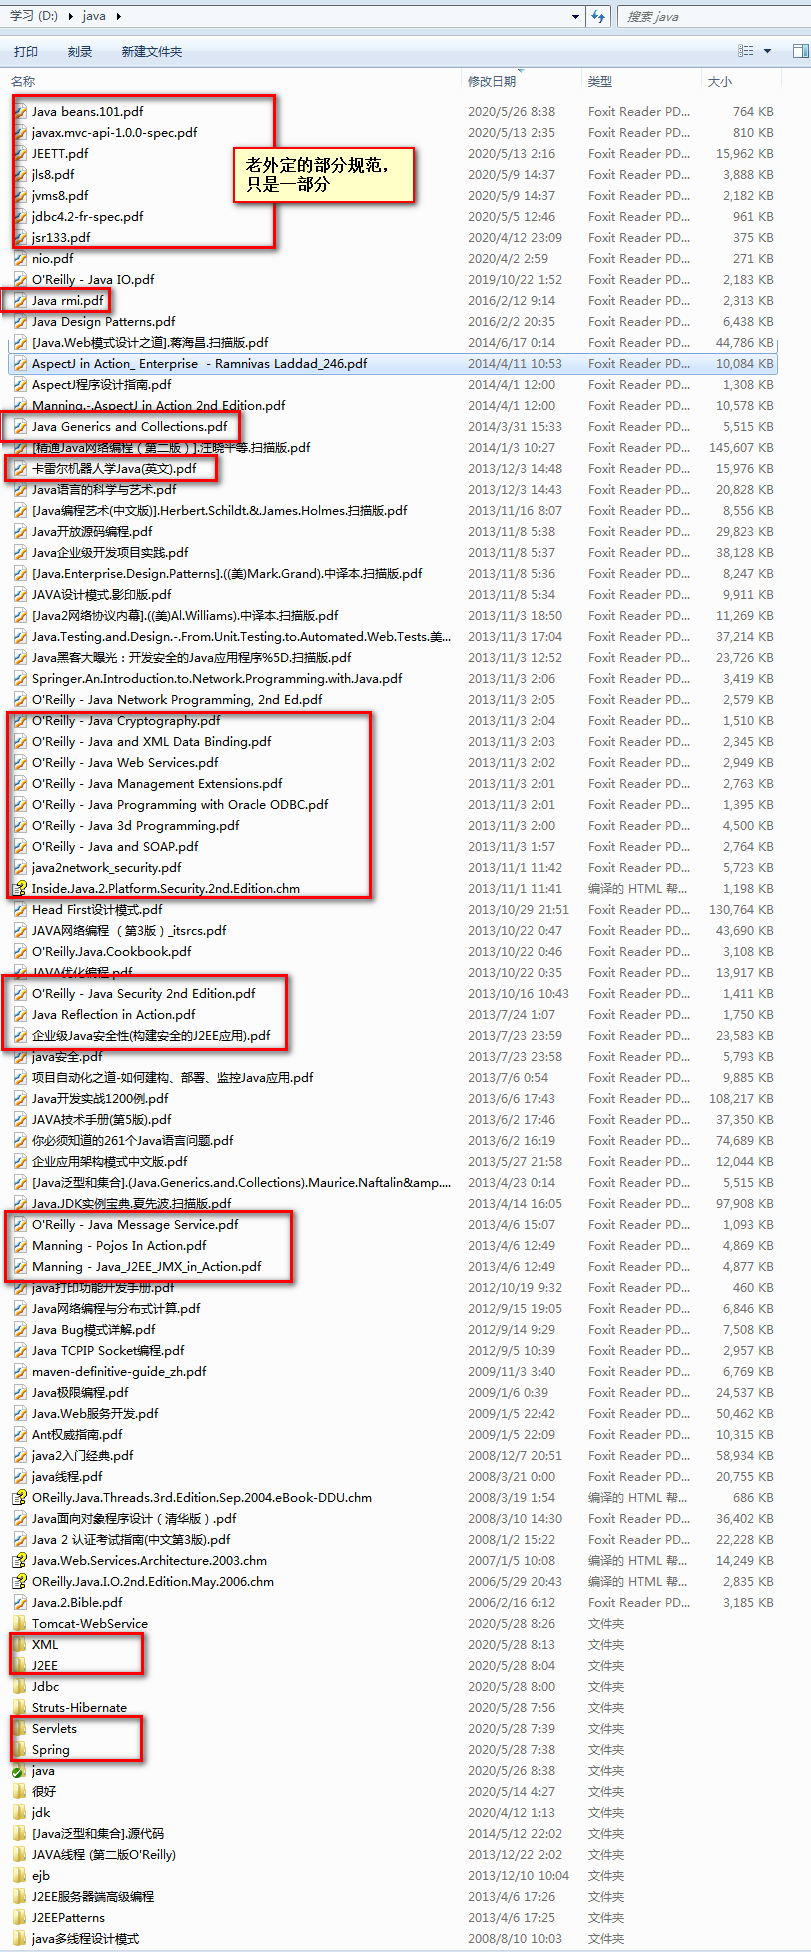 学习 (D:) java 搜索 java
打印 刻录 新建文件夹
名称 修改日期 类型 大小
Java beans.101.pdf 2020/5/26 8:38 Foxit Reader PD... 764 KB
javax.mvc-api-1.0.0-spec.pdf 2020/5/13 2:35 Foxit Reader PD... 810 KB
JEETT.pdf 2020/5/13 2:16 Foxit Reader PD... 15,962 KB
老外定的部分规范，
只是一部分
jls8.pdf 2020/5/9 14:37 Foxit Reader PD... 3,888 KB
jvms8.pdf 2020/5/9 14:37 Foxit Reader PD... 2,182 KB
jdbc4.2-fr-spec.pdf 2020/5/5 12:46 Foxit Reader PD... 961 KB
jsr133.pdf 2020/4/12 23:09 Foxit Reader PD... 375 KB
nio.pdf 2020/4/2 2:59 Foxit Reader PD... 271 KB
O'Reilly - Java IO.pdf 2019/10/22 1:52 Foxit Reader PD... 2,183 KB
Java rmi.pdf 2016/2/12 9:14 Foxit Reader PD... 2,313 KB
Java Design Patterns.pdf 2016/2/2 20:35 Foxit Reader PD... 6,438 KB
[Java.Web模式设计之道].蒋海昌.扫描版.pdf 2014/6/17 0:14 Foxit Reader PD... 44,786 KB
AspectJ in Action_ Enterprise - Ramnivas Laddad_246.pdf 2014/4/11 10:53 Foxit Reader PD... 10,084 KB
AspectJ程序设计指南.pdf 2014/4/1 12:00 Foxit Reader PD... 1,308 KB
Manning.-.AspectJ in Action 2nd Edition.pdf 2014/4/1 12:00 Foxit Reader PD... 10,578 KB
Java Generics and Collections.pdf 2014/3/31 15:33 Foxit Reader PD... 5,515 KB
[精通Java网络编程（第二版）].汪晓平等.扫描版.pdf 2014/1/3 10:27 Foxit Reader PD... 145,607 KB
卡雷尔机器人学Java(英文).pdf 2013/12/3 14:48 Foxit Reader PD... 15,976 KB
Java语言的科学与艺术.pdf 2013/12/3 14:43 Foxit Reader PD... 20,828 KB
[Java编程艺术(中文版)].Herbert.Schildt.&.James.Holmes.扫描版.pdf 2013/11/16 8:07 Foxit Reader PD... 8,556 KB
Java开放源码编程.pdf 2013/11/8 5:38 Foxit Reader PD... 29,823 KB
Java企业级开发项目实践.pdf 2013/11/8 5:37 Foxit Reader PD... 38,128 KB
[Java.Enterprise.Design.Patterns].((美)Mark.Grand).中译本.扫描版.pdf 2013/11/8 5:36 Foxit Reader PD... 8,247 KB
JAVA设计模式.影印版.pdf 2013/11/8 5:34 Foxit Reader PD... 9,911 KB
[Java2网络协议内幕].((美)Al.Williams).中译本.扫描版.pdf 2013/11/3 18:50 Foxit Reader PD... 11,269 KB
Java.Testing.and.Design.-.From.Unit.Testing.to.Automated.Web.Tests.美... 2013/11/3 17:04 Foxit Reader PD... 37,214 KB
Java黑客大曝光：开发安全的Java应用程序%5D.扫描版.pdf 2013/11/3 12:52 Foxit Reader PD... 23,726 KB
Springer.An.Introduction.to.Network.Programming.with.Java.pdf 2013/11/3 2:06 Foxit Reader PD... 3,419 KB
O'Reilly - Java Network Programming, 2nd Ed.pdf 2013/11/3 2:05 Foxit Reader PD... 2,579 KB
O'Reilly - Java Cryptography.pdf 2013/11/3 2:04 Foxit Reader PD... 1,510 KB
O'Reilly - Java and XML Data Binding.pdf 2013/11/3 2:03 Foxit Reader PD... 2,345 KB
O'Reilly - Java Web Services.pdf 2013/11/3 2:02 Foxit Reader PD... 2,949 KB
O'Reilly - Java Management Extensions.pdf 2013/11/3 2:01 Foxit Reader PD... 2,763 KB
O'Reilly - Java Programming with Oracle ODBC.pdf 2013/11/3 2:01 Foxit Reader PD... 1,395 KB
O'Reilly - Java 3d Programming.pdf 2013/11/3 2:00 Foxit Reader PD... 4,500 KB
O'Reilly - Java and SOAP.pdf 2013/11/3 1:57 Foxit Reader PD... 2,764 KB
java2network_security.pdf 2013/11/1 11:42 Foxit Reader PD... 5,723 KB
Inside.Java.2.Platform.Security.2nd.Edition.chm 2013/11/1 11:41 编译的 HTML 帮... 1,198 KB
Head First设计模式.pdf 2013/10/29 21:51 Foxit Reader PD... 130,764 KB
JAVA网络编程 （第3版）_itsrcs.pdf 2013/10/22 0:47 Foxit Reader PD... 43,690 KB
O'Reilly.Java.Cookbook.pdf 2013/10/22 0:46 Foxit Reader PD... 3,108 KB
JAVA优化编程.pdf 2013/10/22 0:35 Foxit Reader PD... 13,917 KB
O'Reilly - Java Security 2nd Edition.pdf 2013/10/16 10:43 Foxit Reader PD... 1,411 KB
Java Reflection in Action.pdf 2013/7/24 1:07 Foxit Reader PD... 1,750 KB
企业级Java安全性(构建安全的J2EE应用).pdf 2013/7/23 23:59 Foxit Reader PD... 23,583 KB
java安全.pdf 2013/7/23 23:58 Foxit Reader PD... 5,793 KB
项目自动化之道-如何建构、部署、监控Java应用.pdf 2013/7/6 0:54 Foxit Reader PD... 9,885 KB
Java开发实战1200例.pdf 2013/6/6 17:43 Foxit Reader PD... 108,217 KB
JAVA技术手册(第5版).pdf 2013/6/2 17:46 Foxit Reader PD... 37,350 KB
你必须知道的261个Java语言问题.pdf 2013/6/2 16:19 Foxit Reader PD... 74,689 KB
企业应用架构模式中文版.pdf 2013/5/27 21:58 Foxit Reader PD... 12,044 KB
[Java泛型和集合].(Java.Generics.and.Collections).Maurice.Naftalin&amp.... 2013/4/23 0:14 Foxit Reader PD... 5,515 KB
Java.JDK实例宝典.夏先波.扫描版.pdf 2013/4/14 16:05 Foxit Reader PD... 97,908 KB
O'Reilly - Java Message Service.pdf 2013/4/6 15:07 Foxit Reader PD... 1,093 KB
Manning - Pojos In Action.pdf 2013/4/6 12:49 Foxit Reader PD... 4,869 KB
Manning - Java_J2EE_JMX_in_Action.pdf 2013/4/6 12:49 Foxit Reader PD... 4,877 KB
java打印功能开发手册.pdf 2012/10/19 9:32 Foxit Reader PD... 460 KB
Java网络编程与分布式计算.pdf 2012/9/15 19:05 Foxit Reader PD... 6,846 KB
Java Bug模式详解.pdf 2012/9/14 9:29 Foxit Reader PD... 7,508 KB
Java TCPIP Socket编程.pdf 2012/9/5 10:39 Foxit Reader PD... 2,957 KB
maven-definitive-guide_zh.pdf 2009/11/3 3:40 Foxit Reader PD... 6,769 KB
Java极限编程.pdf 2009/1/6 0:39 Foxit Reader PD... 24,537 KB
Java.Web服务开发.pdf 2009/1/5 22:42 Foxit Reader PD... 50,462 KB
Ant权威指南.pdf 2009/1/5 22:09 Foxit Reader PD... 10,315 KB
java2入门经典.pdf 2008/12/7 20:51 Foxit Reader PD... 58,934 KB
java线程.pdf 2008/3/21 0:00 Foxit Reader PD... 20,755 KB
OReilly.Java.Threads.3rd.Edition.Sep.2004.eBook-DDU.chm 2008/3/19 1:54 编译的 HTML 帮... 686 KB
Java面向对象程序设计（清华版）.pdf 2008/3/10 14:30 Foxit Reader PD... 36,402 KB
Java 2 认证考试指南(中文第3版).pdf 2008/1/2 15:22 Foxit Reader PD... 22,228 KB
Java.Web.Services.Architecture.2003.chm 2007/1/5 10:08 编译的 HTML 帮... 14,249 KB
OReilly.Java.I.O.2nd.Edition.May.2006.chm 2006/5/29 20:43 编译的 HTML 帮... 2,835 KB
Java.2.Bible.pdf 2006/2/16 6:12 Foxit Reader PD... 3,185 KB
Tomcat-WebService 2020/5/28 8:26 文件夹
XML 2020/5/28 8:13 文件夹
J2EE 2020/5/28 8:04 文件夹
Jdbc 2020/5/28 8:00 文件夹
Struts-Hibernate 2020/5/28 7:56 文件夹
Servlets 2020/5/28 7:39 文件夹
Spring 2020/5/28 7:38 文件夹
java 2020/5/26 8:38 文件夹
很好 2020/5/14 4:27 文件夹
jdk 2020/4/12 1:13 文件夹
[Java泛型和集合].源代码 2014/5/12 22:02 文件夹
JAVA线程 (第二版O'Reilly) 2013/12/22 2:02 文件夹
ejb 2013/12/10 10:04 文件夹
J2EE服务器端高级编程 2013/4/6 17:26 文件夹
J2EEPatterns 2013/4/6 17:25 文件夹
java多线程设计模式 2008/8/10 10:03 文件夹